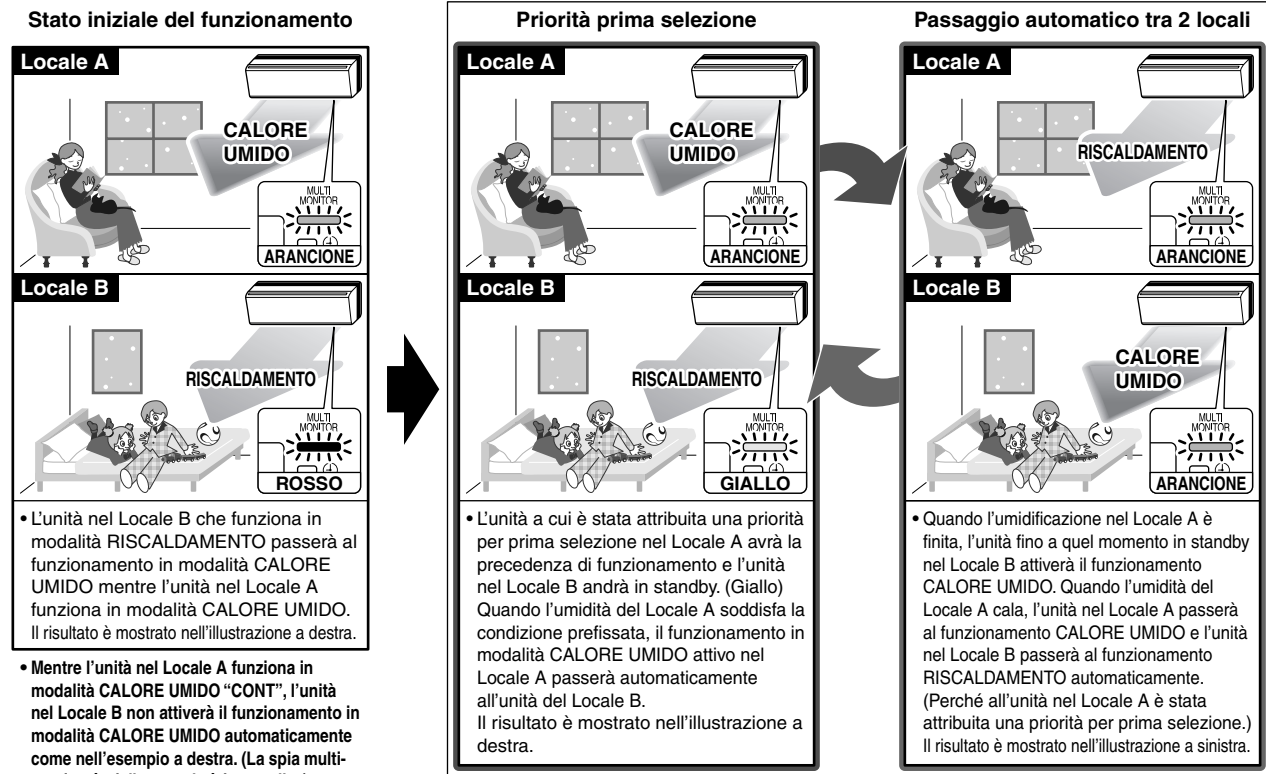 Stato iniziale del funzionamento
Locale A
CALORE
UMIDO
MULTI
MONITOR
ARANCIONE
Locale B
RISCALDAMENTO
MULTI
MONITOR
ROSSO
• L'unità nel Locale B che funziona in
modalità RISCALDAMENTO passerà al
funzionamento in modalità CALORE
UMIDO mentre l'unità nel Locale A
funziona in modalità CALORE UMIDO.
Il risultato è mostrato nell'illustrazione a destra.
• Mentre l'unità nel Locale A funziona in
modalità CALORE UMIDO “CONT”, l'unità
nel Locale B non attiverà il funzionamento in
modalità CALORE UMIDO automaticamente
come nell'esempio a destra. (La spia multi-
Priorità prima selezione
Locale A
CALORE
UMIDO
MULTI
MONITOR
ARANCIONE
Locale B
RISCALDAMENTO
MULTI
MONITOR
GIALLO
• L'unità a cui è stata attribuita una priorità
per prima selezione nel Locale A avrà la
precedenza di funzionamento e l'unità
nel Locale B andrà in standby. (Giallo)
Quando l'umidità del Locale A soddisfa la
condizione prefissata, il funzionamento in
modalità CALORE UMIDO attivo nel
Locale A passerà automaticamente
all'unità del Locale B.
Il risultato è mostrato nell'illustrazione a
destra.
Passaggio automatico tra 2 locali
Locale A
RISCALDAMENTO
MULTI
MONITOR
ARANCIONE
Locale B
CALORE
UMIDO
MULTI
MONITOR
ARANCIONE
• Quando l'umidificazione nel Locale A è
finita, l'unità fino a quel momento in standby
nel Locale B attiverà il funzionamento
CALORE UMIDO. Quando l'umidità del
Locale A cala, l'unità nel Locale A passerà
al funzionamento CALORE UMIDO e l'unità
nel Locale B passerà al funzionamento
RISCALDAMENTO automaticamente.
(Perché all'unità nel Locale A è stata
attribuita una priorità per prima selezione.)
Il risultato è mostrato nell'illustrazione a sinistra.